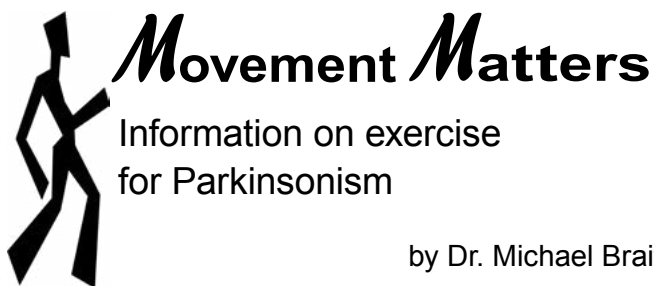 Movement Matters
Information on exercise
for Parkinsonism
by Dr. Michael Brai